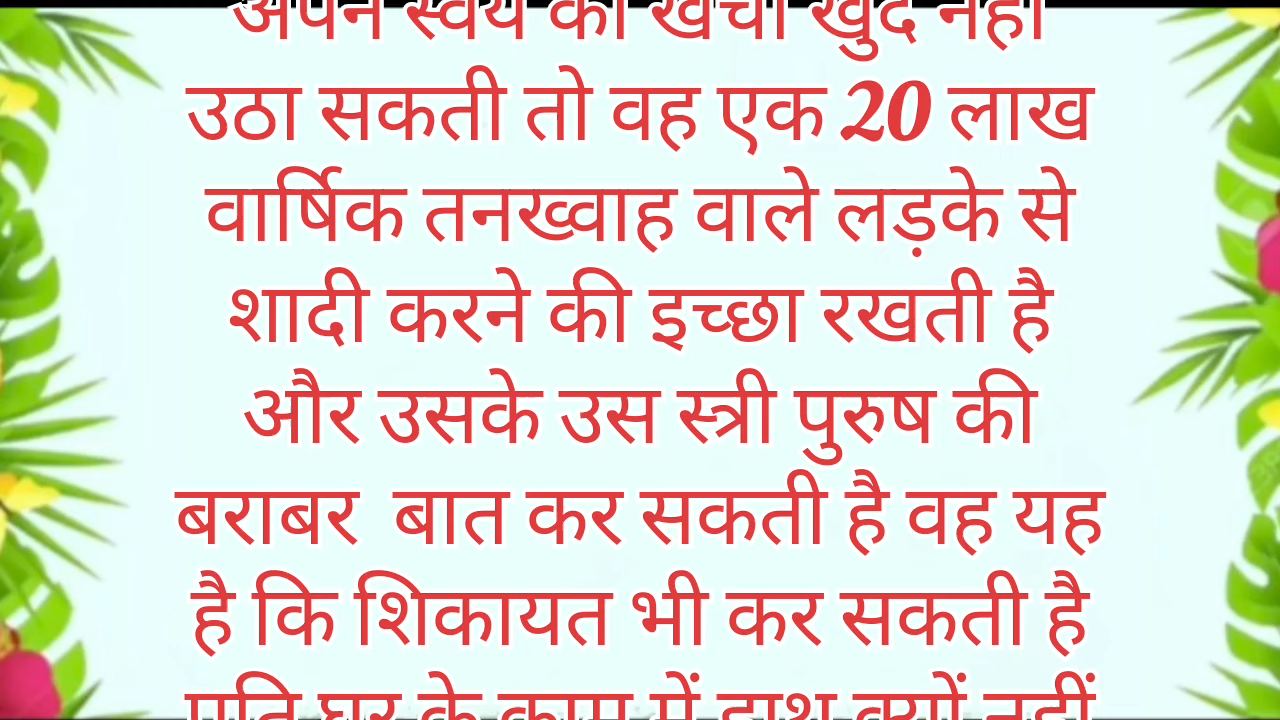 अपने स्वयं का खर्चा खुद नहीं
उठा सकती तो वह एक 20 लाख
वार्षिक तनख्वाह वाले लड़के से
शादी करने की इच्छा रखती है
और उसके उस स्त्री पुरुष की
बराबर बात कर सकती है वह यह
है कि शिकायत भी कर सकती है
पति घर के काम में हाथ क्यों नहीं